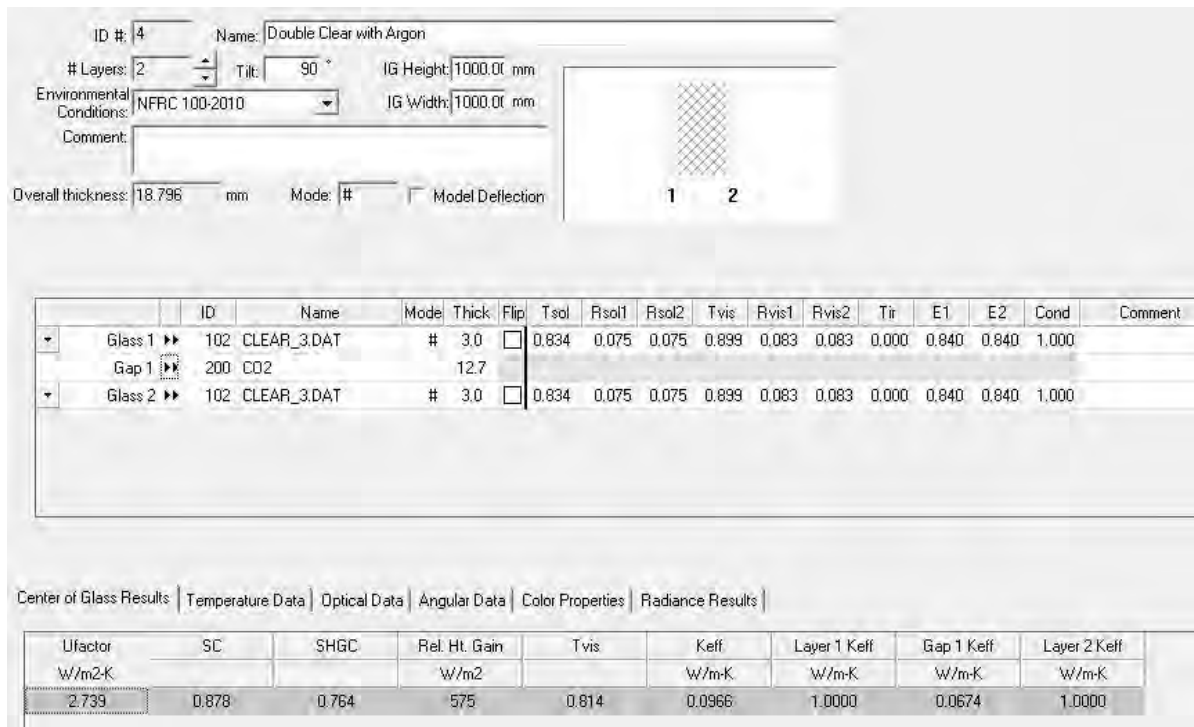 ID #: 4 Name: Double Clear with Argon
# Layers: 2 Tilt: 90 ° IG Height: 1000.00 mm
Environmental Conditions: NFRC 100-2010 IG Width: 1000.00 mm
Comment:
Overall thickness: 18.796 mm Mode: # Model Deflection
1 2
ID Name Mode Thick Flip Tsol Rsol1 Rsol2 Tvis Rvis1 Rvis2 Tir E1 E2 Cond Comment
Glass 1 102 CLEAR_3.DAT # 3.0 0.834 0.075 0.075 0.899 0.083 0.083 0.000 0.840 0.840 1.000
Gap 1 200 CO2 12.7
Glass 2 102 CLEAR_3.DAT # 3.0 0.834 0.075 0.075 0.899 0.083 0.083 0.000 0.840 0.840 1.000
Center of Glass Results Temperature Data Optical Data Angular Data Color Properties Radiance Results
Ufactor SC SHGC Rel. Ht. Gain Tvis Keff Layer 1 Keff Gap 1 Keff Layer 2 Keff
W/m2-K W/m2 W/m-K W/m-K W/m-K W/m-K
2.739 0.878 0.764 575 0.814 0.0966 1.0000 0.0674 1.0000